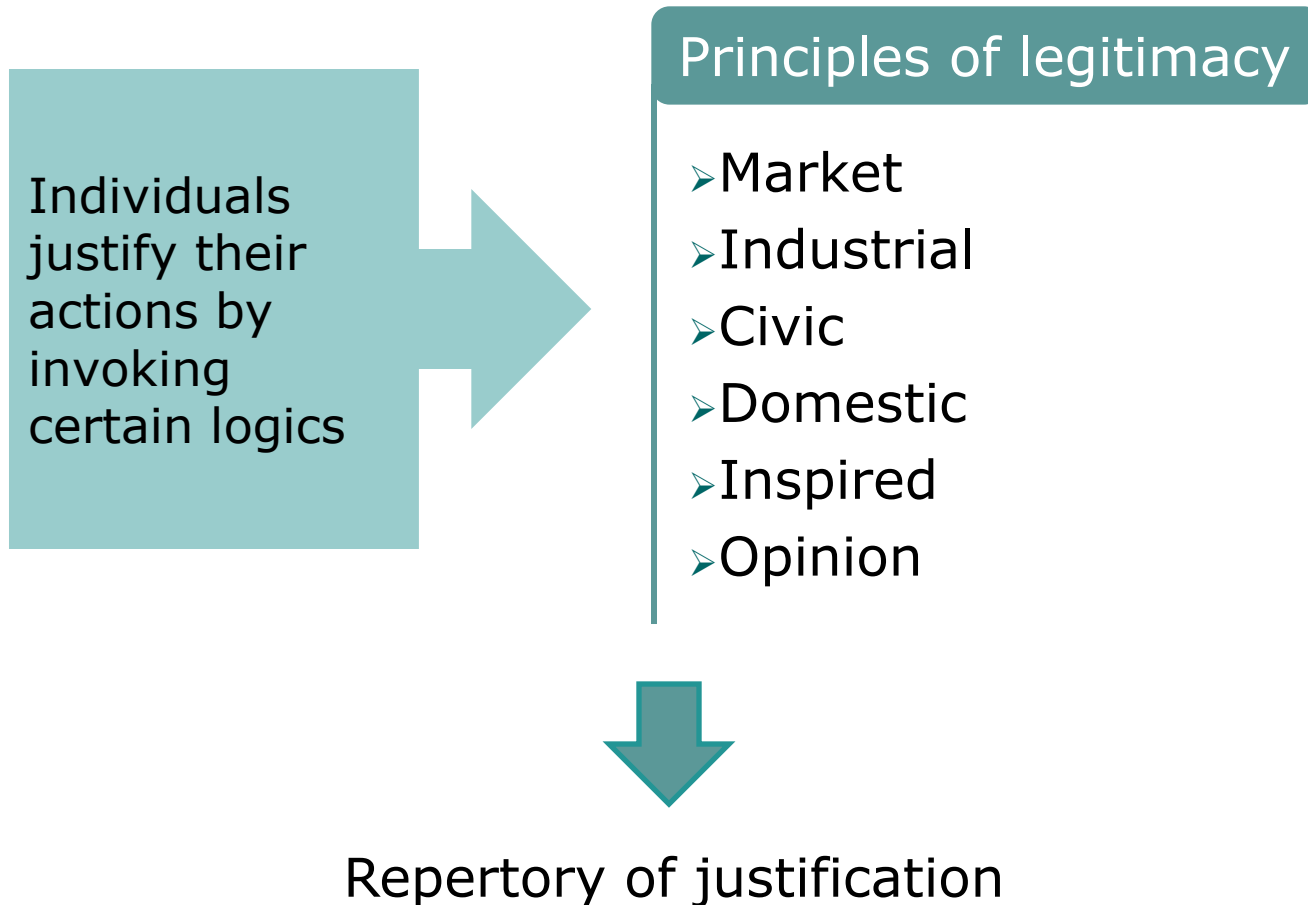 Principles of legitimacy
Individuals
justify their
actions by
invoking
certain logics
➢Market
➢Industrial
➢Civic
➢Domestic
➢Inspired
➢Opinion
Repertory of justification